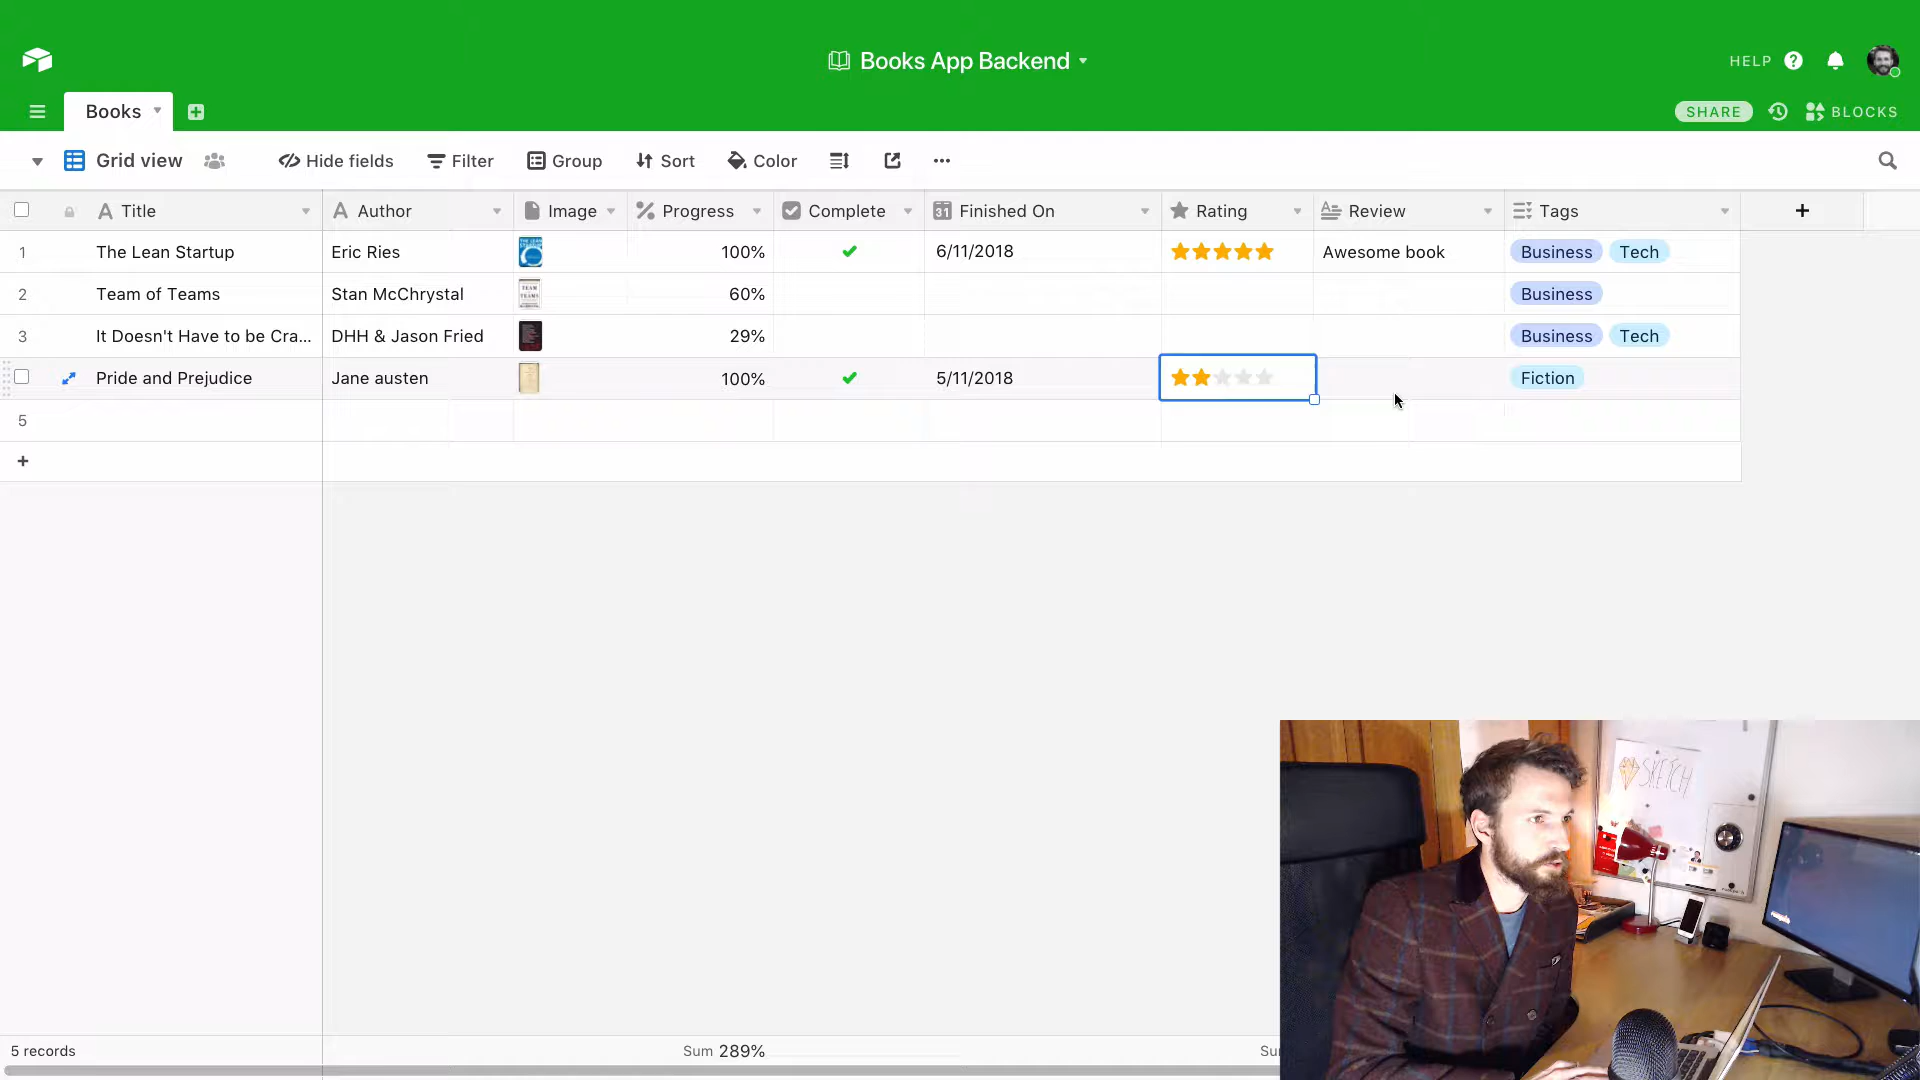 Books App Backend
HELP
Books
SHARE
BLOCKS
Grid view
Hide fields
Filter
Group
Sort
Color
Title
Author
Image
Progress
Complete
31
Finished On
Rating
Review
Tags
1 The Lean Startup Eric Ries 100% 6/11/2018 Awesome book Business Tech
2 Team of Teams Stan McChrystal 60% Business
3 It Doesn't Have to be Cra... DHH & Jason Fried 29% Business Tech
Pride and Prejudice Jane austen 100% 5/11/2018 Fiction
5
5 records
Sum 289%
SKETCH